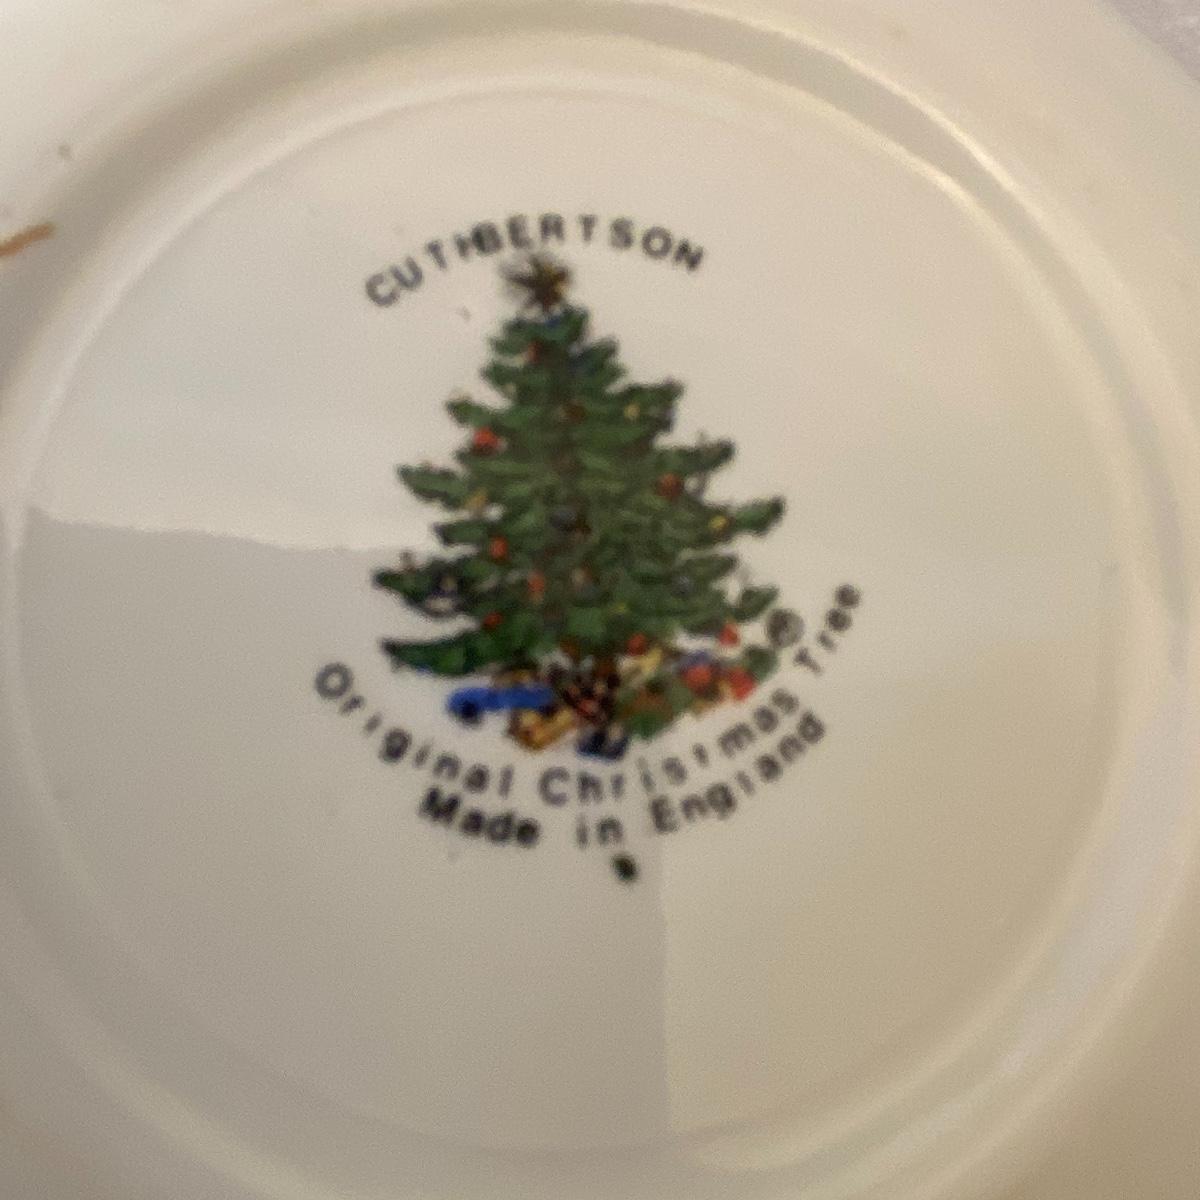 CUTHBERTSON
®
Original Christmas Tree
Made in England